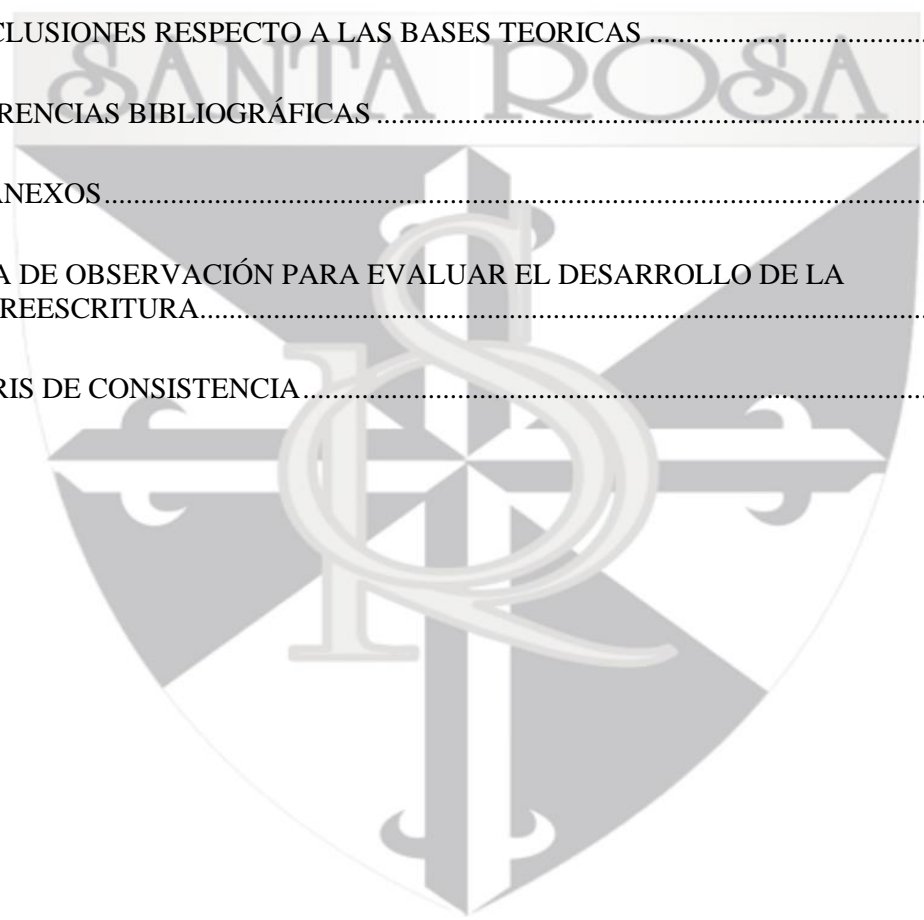 CLUSIONES RESPECTO A LAS BASES TEORICAS ....................................
SANTA ROSA
RENCIAS BIBLIOGRÁFICAS ....................................................................................
ANEXOS....................................................................................................................................
A DE OBSERVACIÓN PARA EVALUAR EL DESARROLLO DE LA
REESCRITURA..................................................................................................................
RIS DE CONSISTENCIA....................................................................................................
SR